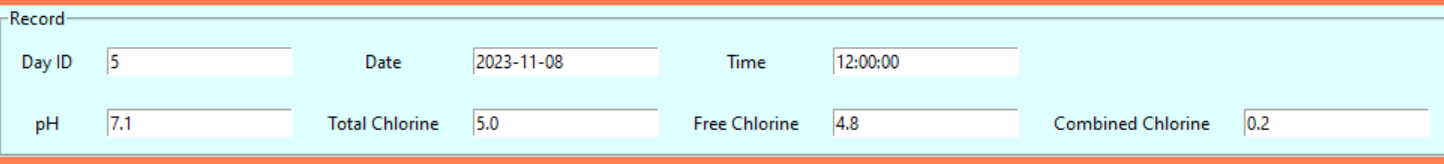 Record
Day ID 5 Date 2023-11-08 Time 12:00:00
pH 7.1 Total Chlorine 5.0 Free Chlorine 4.8 Combined Chlorine 0.2